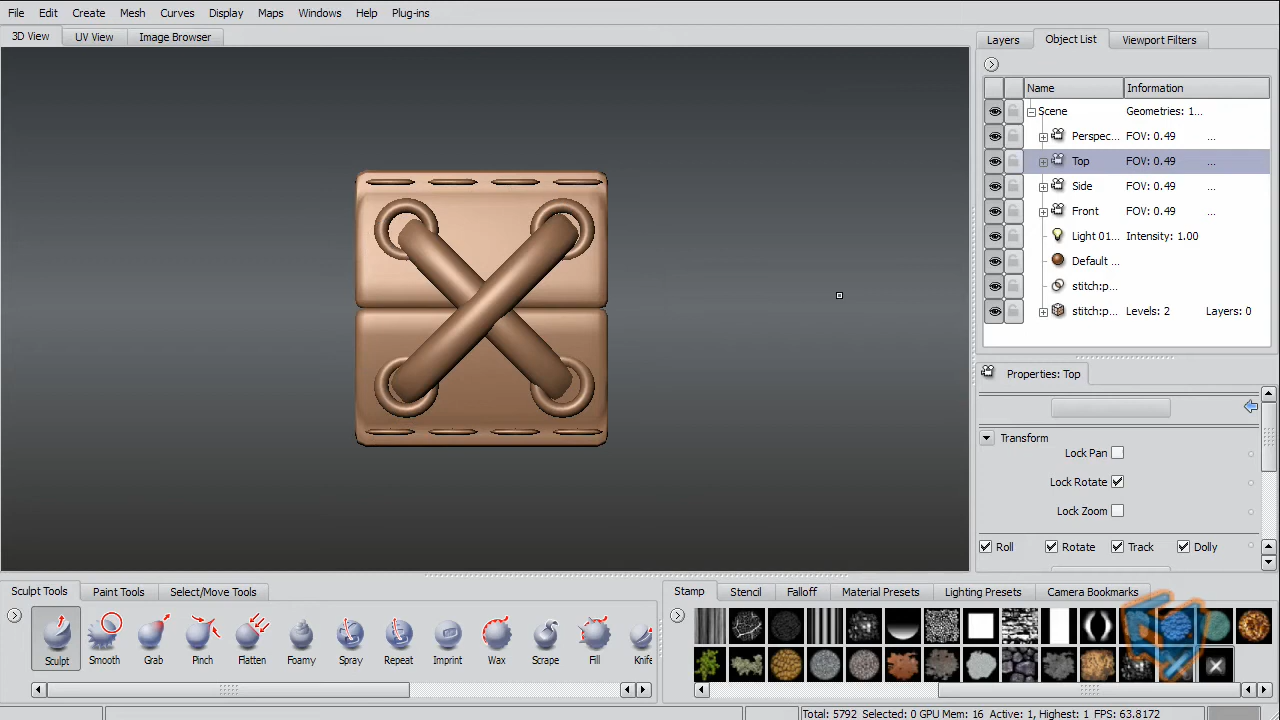 File Edit Create Mesh Curves Display Maps Windows Help Plug-ins
3D View UV View Image Browser
Layers Object List Viewport Filters
Name Information
Scene Geometries: 1...
Perspec... FOV: 0.49 ...
Top FOV: 0.49 ...
Side FOV: 0.49 ...
Front FOV: 0.49 ...
Light 01... Intensity: 1.00
Default ...
stitch:p...
stitch:p... Levels: 2 Layers: 0
Properties: Top
Transform
Lock Pan
Lock Rotate
Lock Zoom
Roll Rotate Track Dolly
Sculpt Tools Paint Tools Select/Move Tools
Stamp Stencil Falloff Material Presets Lighting Presets Camera Bookmarks
Sculpt Smooth Grab Pinch Flatten Foamy Spray Repeat Imprint Wax Scrape Fill Knife
Total: 5792 Selected: 0 GPU Mem: 16 Active: 1, Highest: 1 FPS: 63.8172